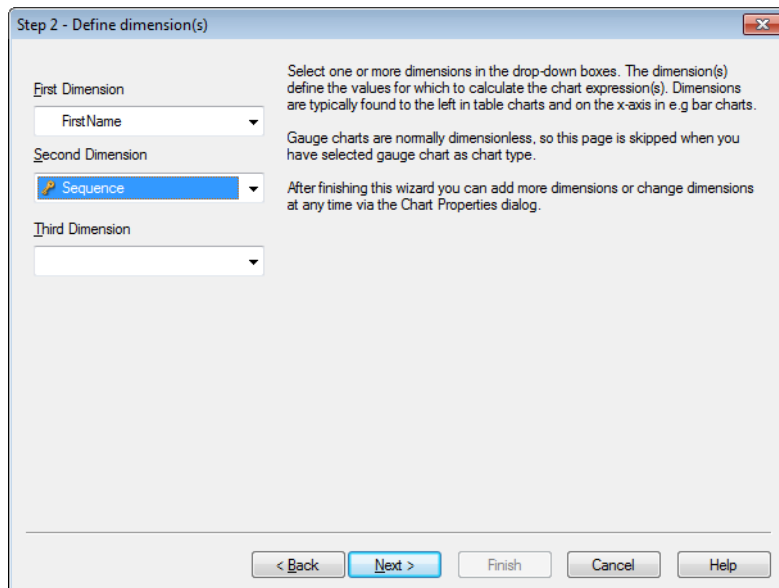 Step 2 - Define dimension(s)
First Dimension
FirstName
Second Dimension
Sequence
Third Dimension
Select one or more dimensions in the drop-down boxes. The dimension(s)
define the values for which to calculate the chart expression(s). Dimensions
are typically found to the left in table charts and on the x-axis in e.g bar charts.
Gauge charts are normally dimensionless, so this page is skipped when you
have selected gauge chart as chart type.
After finishing this wizard you can add more dimensions or change dimensions
at any time via the Chart Properties dialog.
< Back
Next >
Finish
Cancel
Help